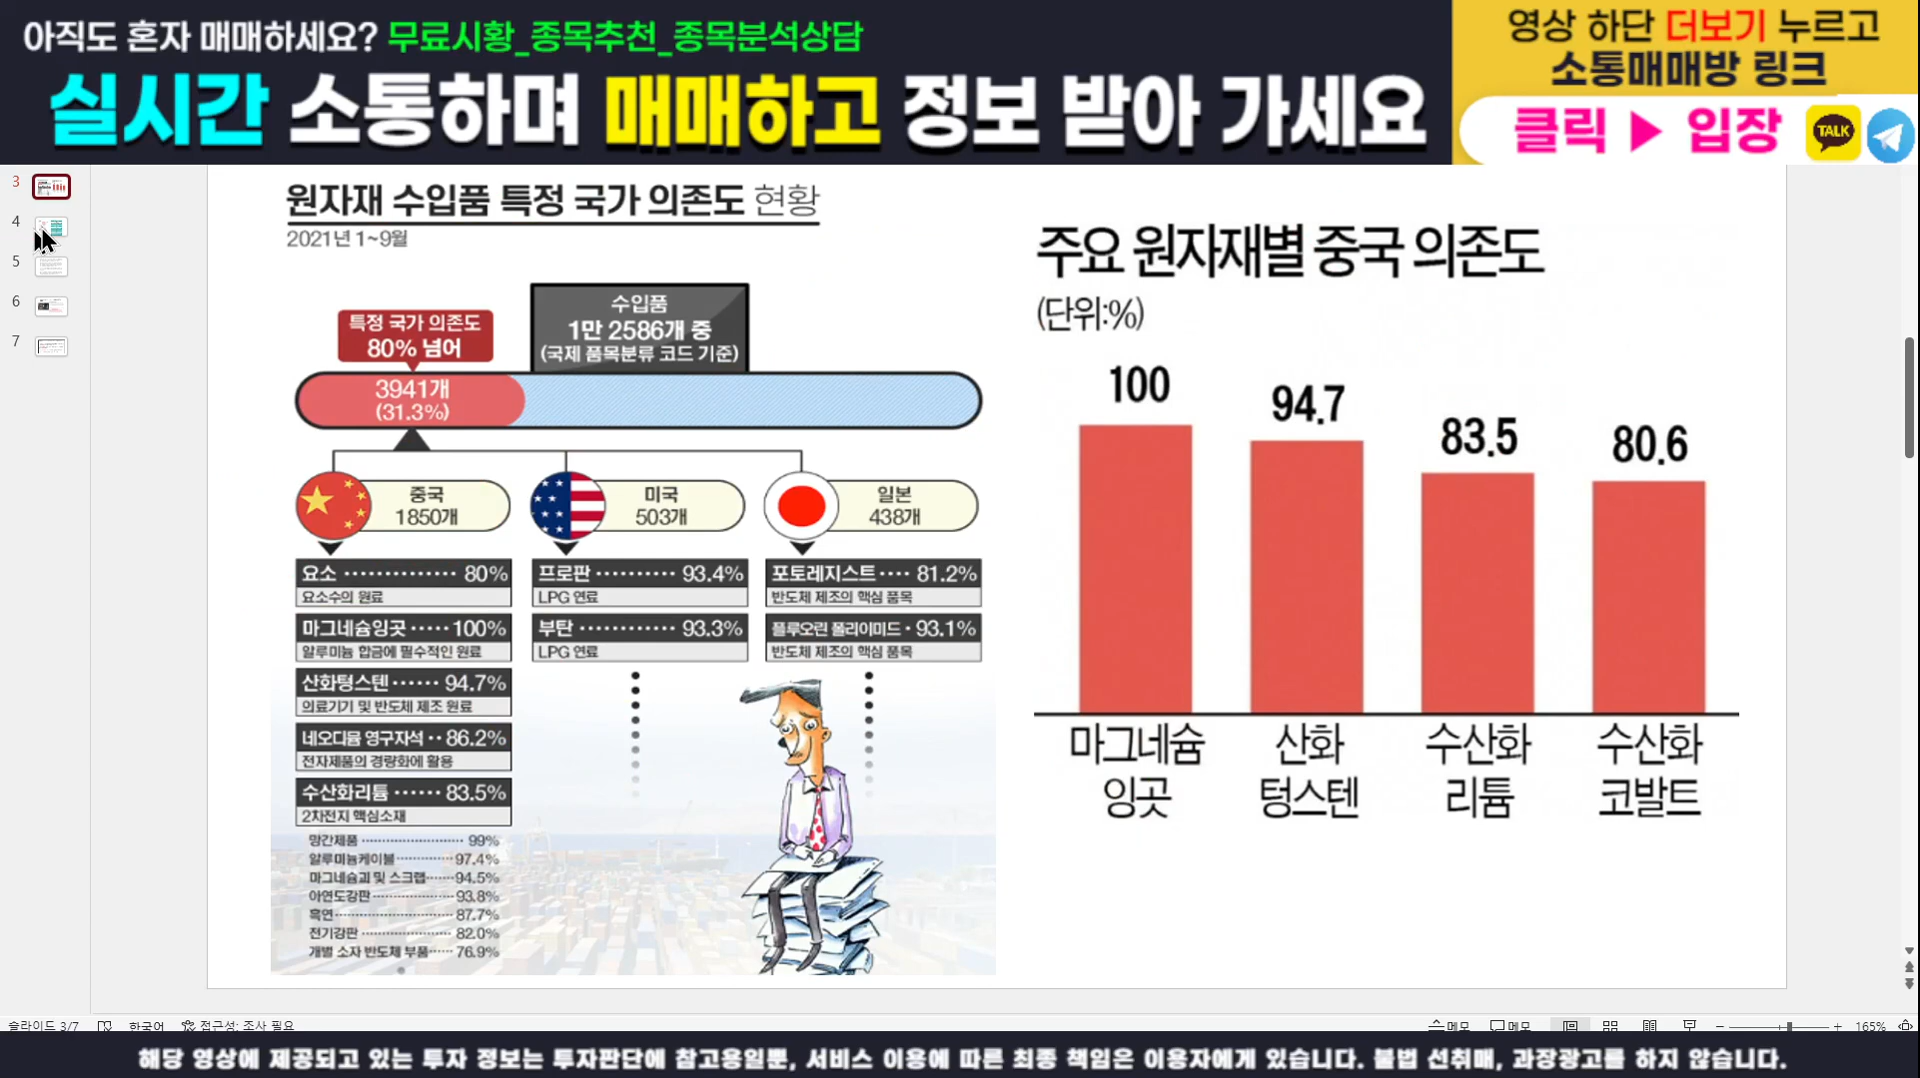 아직도 혼자 매매하세요? 무료시황_종목추천_종목분석상담
실시간 소통하며 매매하고 정보 받아 가세요
영상 하단 더보기 누르고
소통매매방 링크
클릭 ▶ 입장
TALK
3
4
5
6
7
원자재 수입품 특정 국가 의존도 현황
2021년 1~9월
특정 국가 의존도
80% 넘어
수입품
1만 2586개 중
(국제 품목분류 코드 기준)
3941개
(31.3%)
중국
1850개
미국
503개
일본
438개
요소 ············· 80%
요소수의 원료
마그네슘잉곳 ····· 100%
알루미늄 합금에 필수적인 원료
산화텅스텐 ······ 94.7%
의료기기 및 반도체 제조 원료
네오디뮴 영구자석 ·· 86.2%
전자제품의 경량화에 활용
수산화리튬 ······ 83.5%
2차전지 핵심소재
망간제품 ·········· 99%
알루미늄케이블 ·········· 97.4%
마그네슘괴 및 스크랩 ······ 94.5%
아연도강판 ·········· 93.8%
흑연 ·········· 87.7%
전기강판 ·········· 82.0%
개별 소자 반도체 부품 ······ 76.9%
프로판 ·········· 93.4%
LPG 연료
부탄 ············ 93.3%
LPG 연료
포토레지스트 ···· 81.2%
반도체 제조의 핵심 품목
플루오린 폴리이미드 · 93.1%
반도체 제조의 핵심 품목
주요 원자재별 중국 의존도
(단위:%)
100
94.7
83.5
80.6
마그네슘
잉곳
산화
텅스텐
수산화
리튬
수산화
코발트
슬라이드 3/7
한국어
접근성: 조사 필요
메모
메모
165%
해당 영상에 제공되고 있는 투자 정보는 투자판단에 참고용일뿐, 서비스 이용에 따른 최종 책임은 이용자에게 있습니다. 불법 선취매, 과장광고를 하지 않습니다.